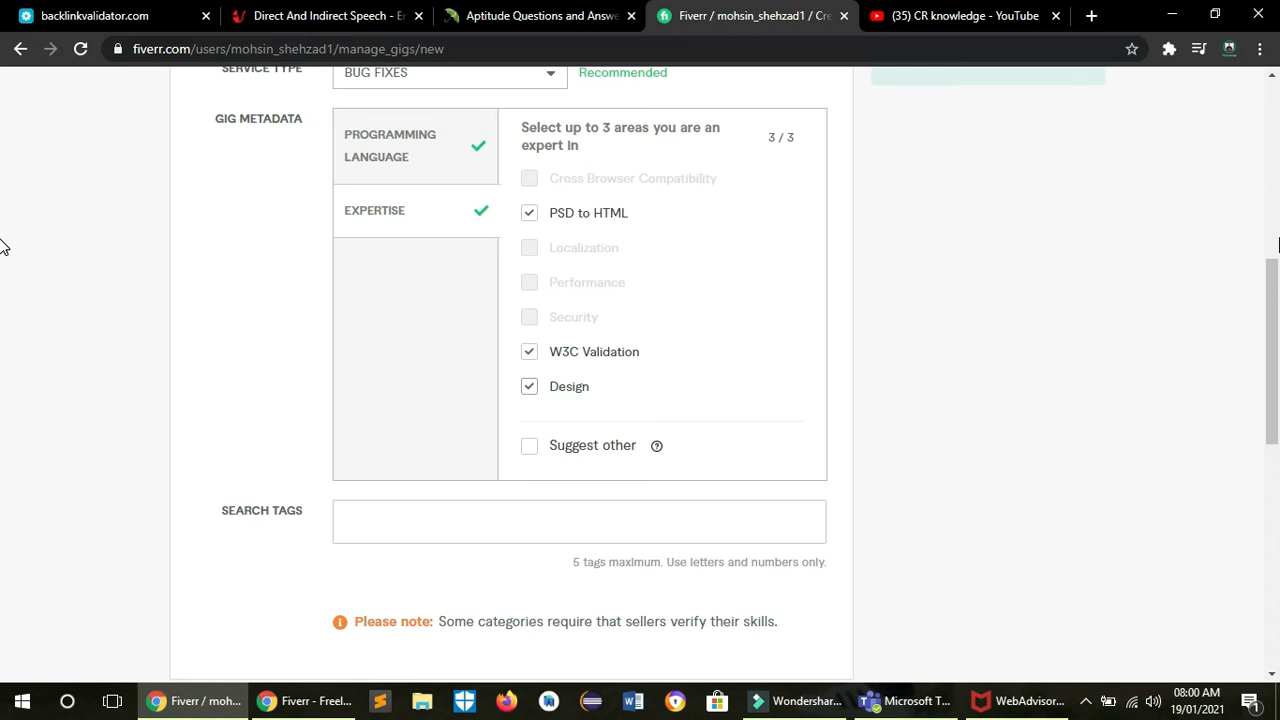 backlinkvalidator.com
Direct And Indirect Speech - E
Aptitude Questions and Answe
Fiverr / mohsin_shehzad1 / Cre
(35) CR knowledge - YouTube
fiverr.com/users/mohsin_shehzad1/manage_gigs/new
SERVICE TYPE
BUG FIXES
Recommended
GIG METADATA
PROGRAMMING
LANGUAGE
EXPERTISE
Select up to 3 areas you are an
expert in
3 / 3
Cross Browser Compatibility
PSD to HTML
Localization
Performance
Security
W3C Validation
Design
Suggest other
SEARCH TAGS
5 tags maximum. Use letters and numbers only.
Please note: Some categories require that sellers verify their skills.
Fiverr / moh...
Fiverr - Freel...
Wondershar...
Microsoft T...
WebAdvisor...
08:00 AM
19/01/2021
1